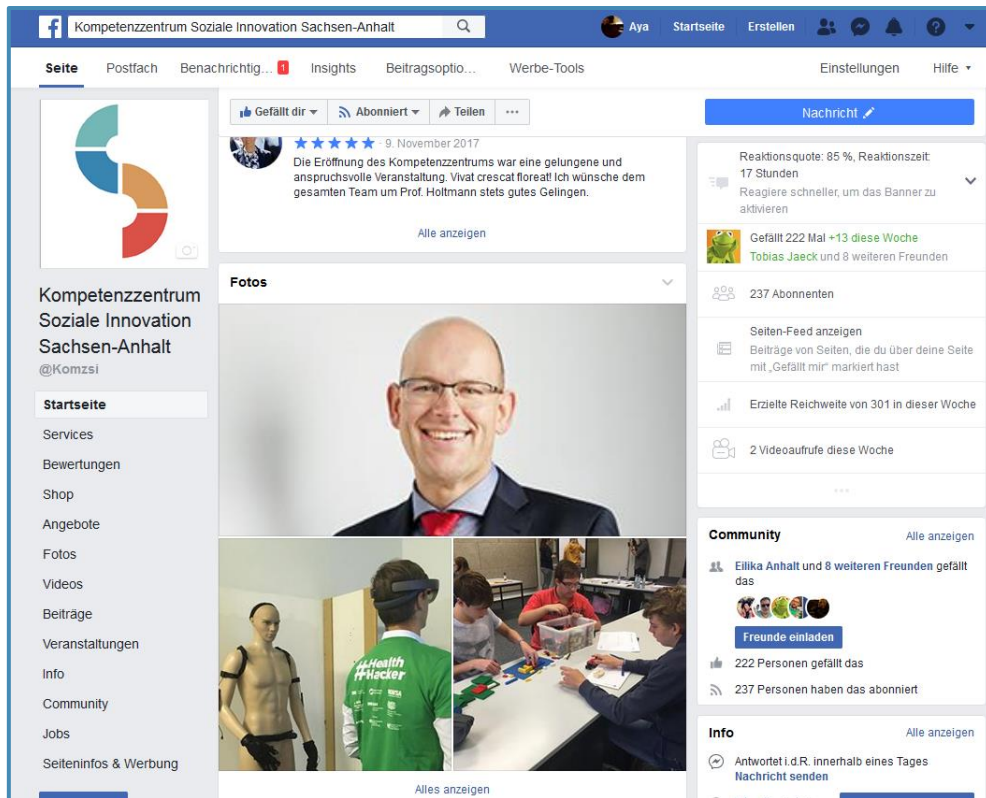 Kompetenzzentrum Soziale Innovation Sachsen-Anhalt
Aya
Startseite
Erstellen
Seite
Postfach
Benachrichtig... 1
Insights
Beitragsoptio...
Werbe-Tools
Einstellungen
Hilfe
Kompetenzzentrum
Soziale Innovation
Sachsen-Anhalt
@Komzsi
Startseite
Services
Bewertungen
Shop
Angebote
Fotos
Videos
Beiträge
Veranstaltungen
Info
Community
Jobs
Seiteninfos & Werbung
Gefällt dir
Abonniert
Teilen
...
9. November 2017
Die Eröffnung des Kompetenzzentrums war eine gelungene und
anspruchsvolle Veranstaltung. Vivat crescat floreat! Ich wünsche dem
gesamten Team um Prof. Holtmann stets gutes Gelingen.
Alle anzeigen
Fotos
#Health
Hacker
Alles anzeigen
Nachricht
Reaktionsquote: 85 %, Reaktionszeit:
17 Stunden
Reagiere schneller, um das Banner zu
aktivieren
Gefällt 222 Mal +13 diese Woche
Tobias Jaeck und 8 weiteren Freunden
237 Abonnenten
Seiten-Feed anzeigen
Beiträge von Seiten, die du über deine Seite
mit „Gefällt mir“ markiert hast
Erzielte Reichweite von 301 in dieser Woche
2 Videoaufrufe diese Woche
...
Community
Alle anzeigen
Eilika Anhalt und 8 weiteren Freunden gefällt
das
Freunde einladen
222 Personen gefällt das
237 Personen haben das abonniert
Info
Alle anzeigen
Antwortet i.d.R. innerhalb eines Tages
Nachricht senden